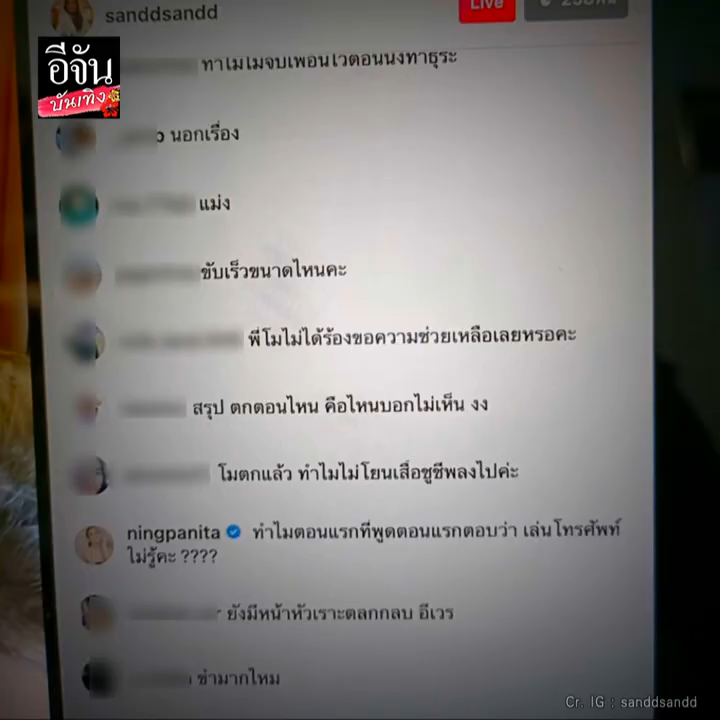 sanddsandd
Live
อีจัน
บันเทิง
ทำไมไม่จับเพื่อนไว้ตอนนั่งทำธุระ
นอกเรื่อง
แม่ง
ขับเร็วขนาดไหนคะ
พี่โมไม่ได้ร้องขอความช่วยเหลือเลยหรอคะ
สรุป ตกตอนไหน คือไหนบอกไม่เห็น งง
โมตกแล้ว ทำไมไม่โยนเสื้อชูชีพลงไปค่ะ
ningpanita ทำไมตอนแรกที่พูดตอนแรกตอบว่า เล่นโทรศัพท์
ไม่รู้คะ ????
ยังมีหน้าหัวเราะตลกกลบ อีเวร
ขำมากไหม
Cr. IG : sanddsandd